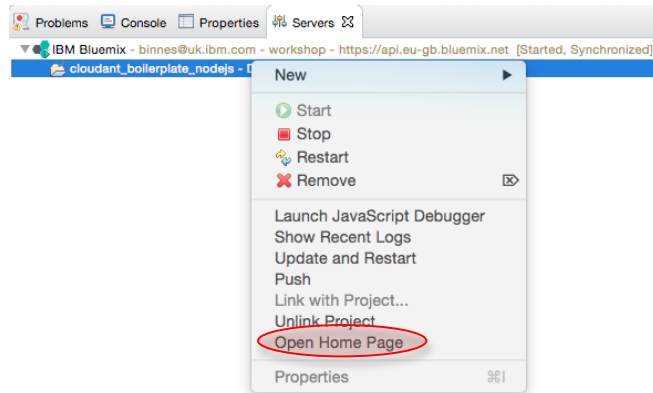 Problems Console Properties Servers
IBM Bluemix - binnes@uk.ibm.com - workshop - https://api.eu-gb.bluemix.net [Started, Synchronized]
cloudant_boilerplate_nodejs -
New
Start
Stop
Restart
Remove
Launch JavaScript Debugger
Show Recent Logs
Update and Restart
Push
Link with Project...
Unlink Project
Open Home Page
Properties ⌘I